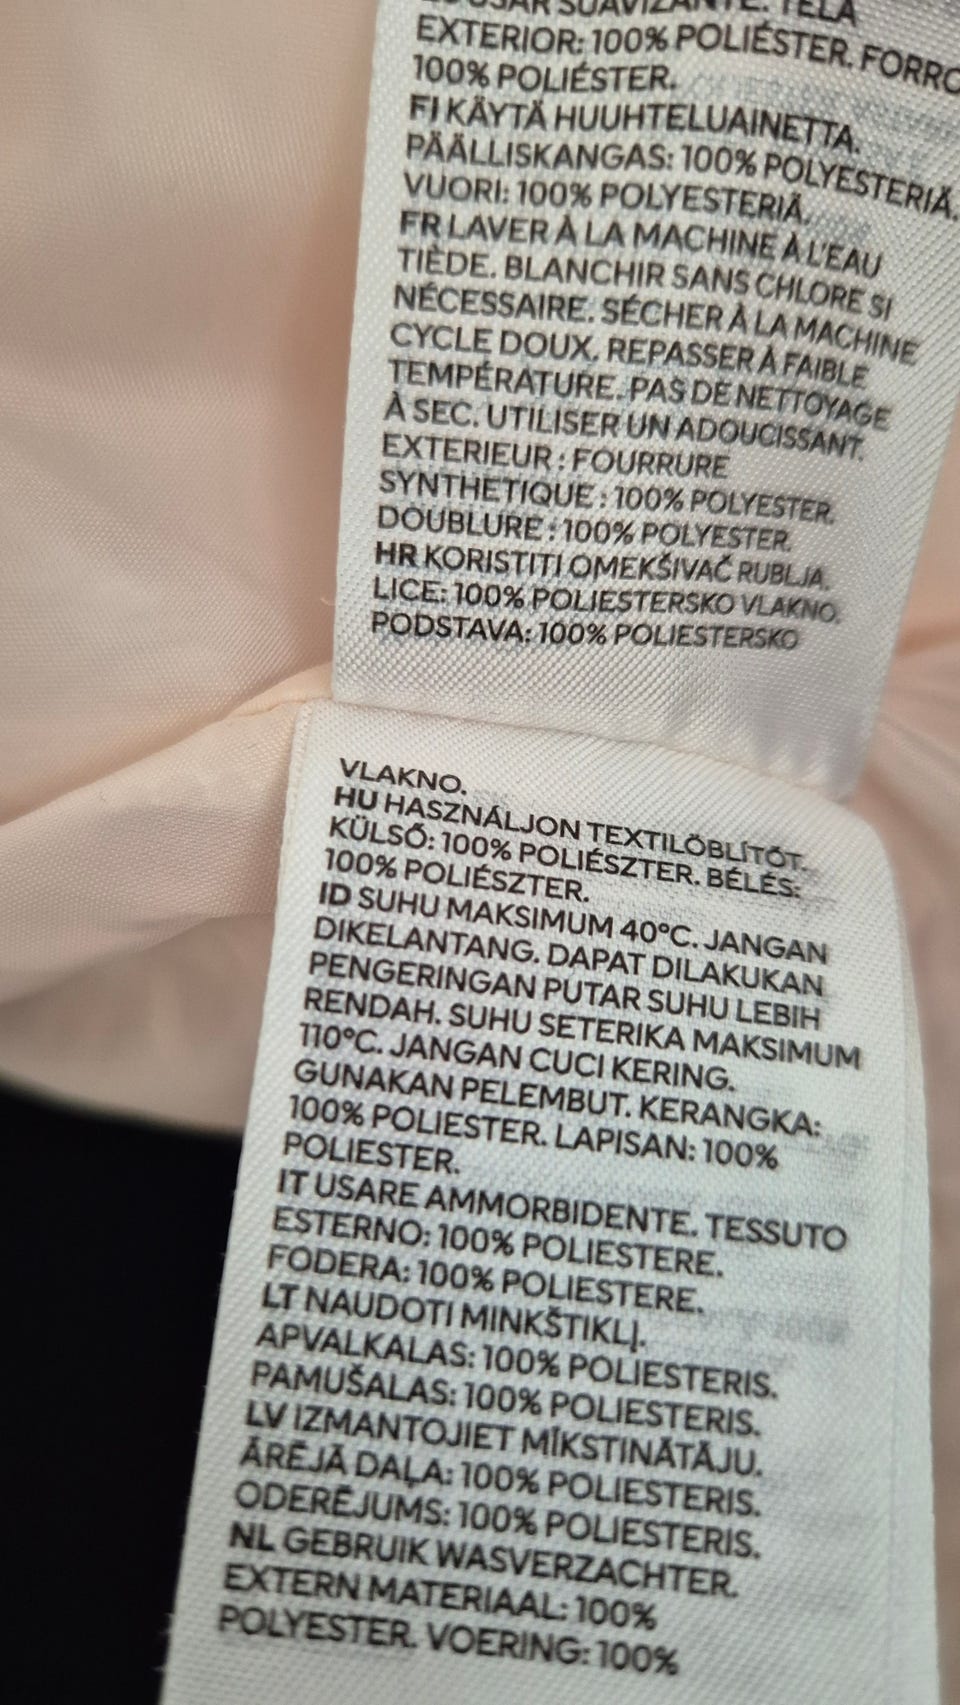 USAR SUAVIZANTE. TELA
EXTERIOR: 100% POLIÉSTER. FORRO
100% POLIÉSTER.
FI KÄYTÄ HUUHTELUAINETTA.
PÄÄLLISKANGAS: 100% POLYESTERIÄ.
VUORI: 100% POLYESTERIÄ.
FR LAVER À LA MACHINE À L'EAU
TIÈDE. BLANCHIR SANS CHLORE SI
NÉCESSAIRE. SÉCHER À LA MACHINE
CYCLE DOUX. REPASSER À FAIBLE
TEMPÉRATURE. PAS DE NETTOYAGE
À SEC. UTILISER UN ADOUCISSANT.
EXTERIEUR : FOURRURE
SYNTHETIQUE : 100% POLYESTER.
DOUBLURE : 100% POLYESTER.
HR KORISTITI OMEKŠIVAČ RUBLJA.
LICE: 100% POLIESTERSKO VLAKNO.
PODSTAVA: 100% POLIESTERSKO
VLAKNO.
HU HASZNÁLJON TEXTILÖBLÍTŐT.
KÜLSŐ: 100% POLIÉSZTER. BÉLÉS:
100% POLIÉSZTER.
ID SUHU MAKSIMUM 40°C. JANGAN
DIKELANTANG. DAPAT DILAKUKAN
PENGERINGAN PUTAR SUHU LEBIH
RENDAH. SUHU SETERIKA MAKSIMUM
110°C. JANGAN CUCI KERING.
GUNAKAN PELEMBUT. KERANGKA:
100% POLIESTER. LAPISAN: 100%
POLIESTER.
IT USARE AMMORBIDENTE. TESSUTO
ESTERNO: 100% POLIESTERE.
FODERA: 100% POLIESTERE.
LT NAUDOTI MINKŠTIKLĮ.
APVALKALAS: 100% POLIESTERIS.
PAMUŠALAS: 100% POLIESTERIS.
LV IZMANTOJIET MĪKSTINĀTĀJU.
ĀRĒJĀ DAĻA: 100% POLIESTERIS.
ODERĒJUMS: 100% POLIESTERIS.
NL GEBRUIK WASVERZACHTER.
EXTERN MATERIAAL: 100%
POLYESTER. VOERING: 100%